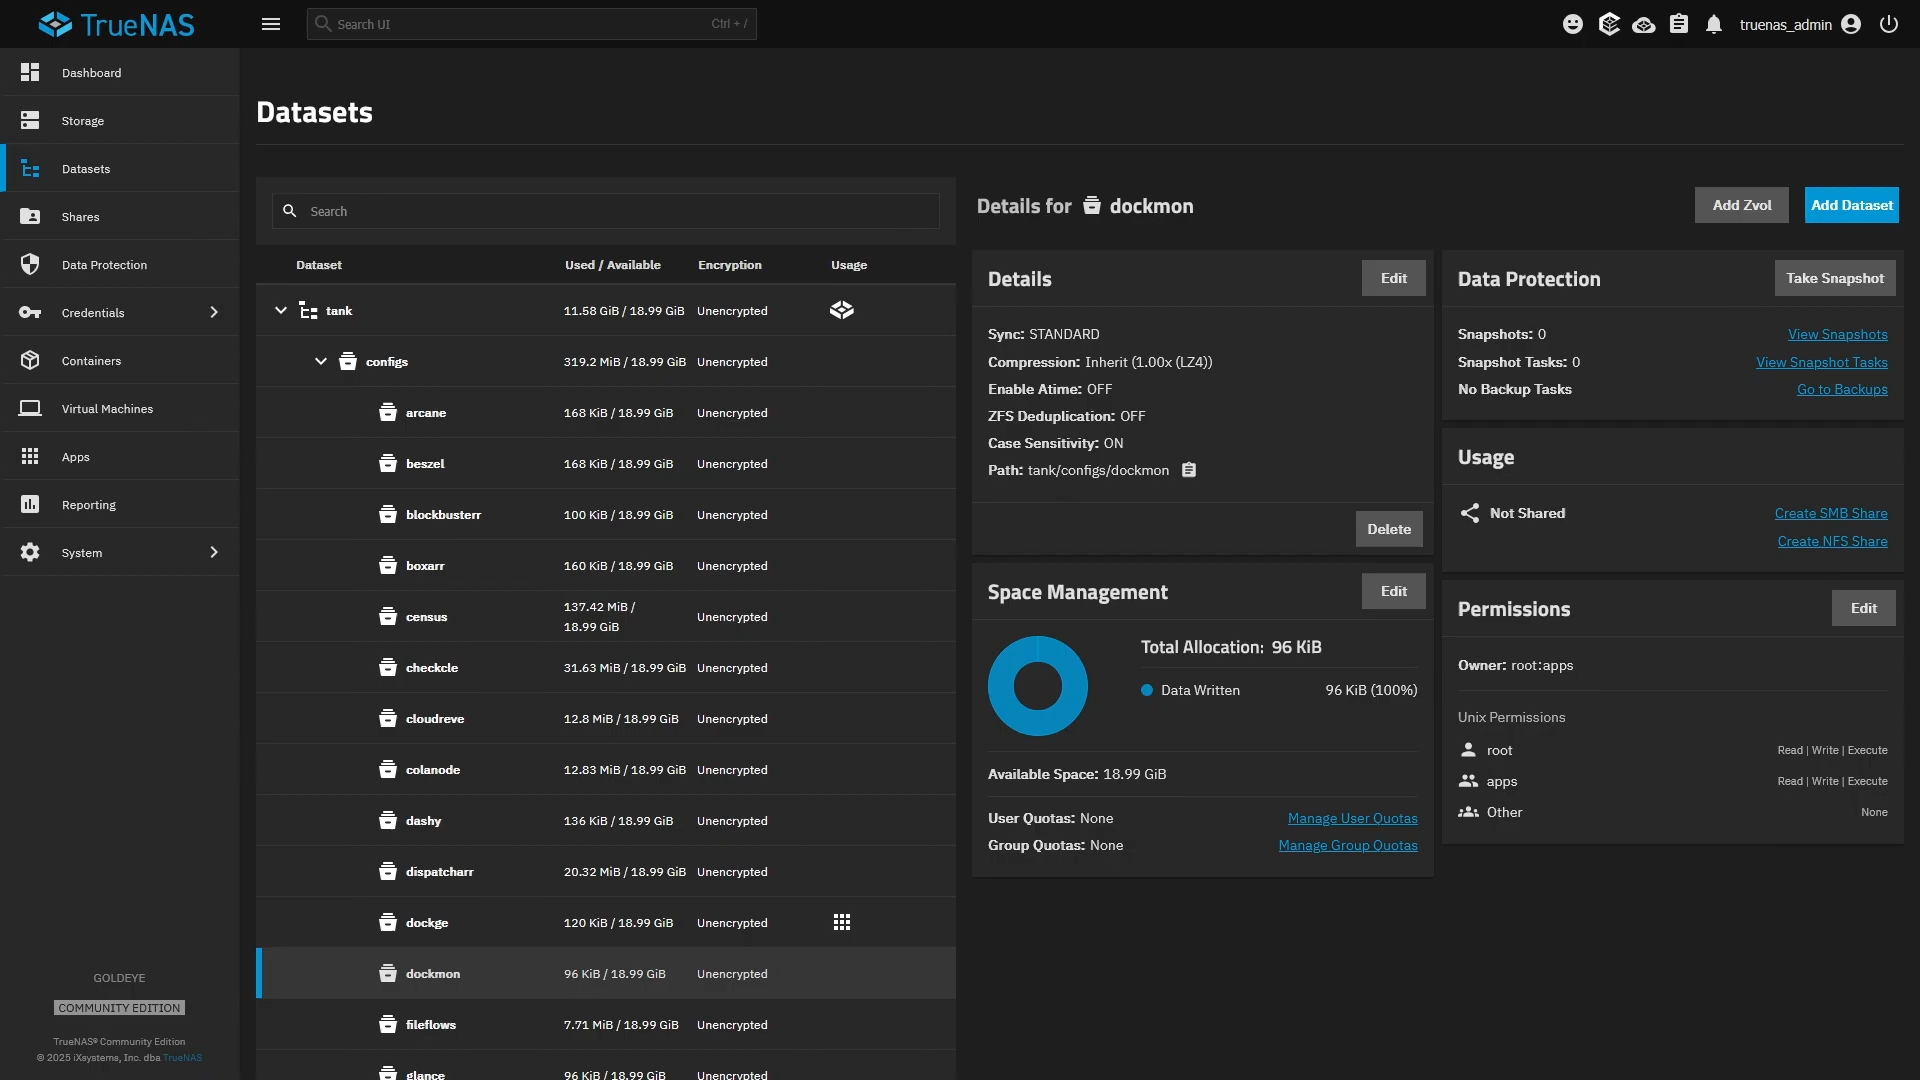 TrueNAS
Search UI
Ctrl + /
truenas_admin
Dashboard
Storage
Datasets
Shares
Data Protection
Credentials
Containers
Virtual Machines
Apps
Reporting
System
GOLDEYE
COMMUNITY EDITION
TrueNAS® Community Edition
© 2025 iXsystems, Inc. dba TrueNAS
Datasets
Search
Dataset Used / Available Encryption Usage
tank 11.58 GiB / 18.99 GiB Unencrypted
configs 319.2 MiB / 18.99 GiB Unencrypted
arcane 168 KiB / 18.99 GiB Unencrypted
beszel 168 KiB / 18.99 GiB Unencrypted
blockbusterr 100 KiB / 18.99 GiB Unencrypted
boxarr 160 KiB / 18.99 GiB Unencrypted
census 137.42 MiB / 18.99 GiB Unencrypted
checkcle 31.63 MiB / 18.99 GiB Unencrypted
cloudreve 12.8 MiB / 18.99 GiB Unencrypted
colanode 12.83 MiB / 18.99 GiB Unencrypted
dashy 136 KiB / 18.99 GiB Unencrypted
dispatcharr 20.32 MiB / 18.99 GiB Unencrypted
dockge 120 KiB / 18.99 GiB Unencrypted
dockmon 96 KiB / 18.99 GiB Unencrypted
fileflows 7.71 MiB / 18.99 GiB Unencrypted
glance 96 KiB / 18.99 GiB Unencrypted
Details for dockmon
Add Zvol
Add Dataset
Details
Edit
Sync: STANDARD
Compression: Inherit (1.00x (LZ4))
Enable Atime: OFF
ZFS Deduplication: OFF
Case Sensitivity: ON
Path: tank/configs/dockmon
Delete
Space Management
Edit
Total Allocation: 96 KiB
Data Written 96 KiB (100%)
Available Space: 18.99 GiB
User Quotas: None Manage User Quotas
Group Quotas: None Manage Group Quotas
Data Protection
Take Snapshot
Snapshots: 0 View Snapshots
Snapshot Tasks: 0 View Snapshot Tasks
No Backup Tasks Go to Backups
Usage
Not Shared Create SMB Share
Create NFS Share
Permissions
Edit
Owner: root:apps
Unix Permissions
root Read | Write | Execute
apps Read | Write | Execute
Other None